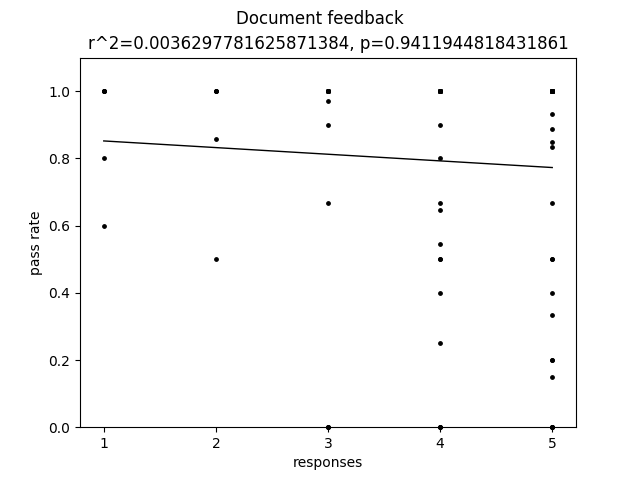 Document feedback
r^2=0.0036297781625871384, p=0.9411944818431861
1.0
0.8
0.6
0.4
0.2
0.0
pass rate
1 2 3 4 5
responses